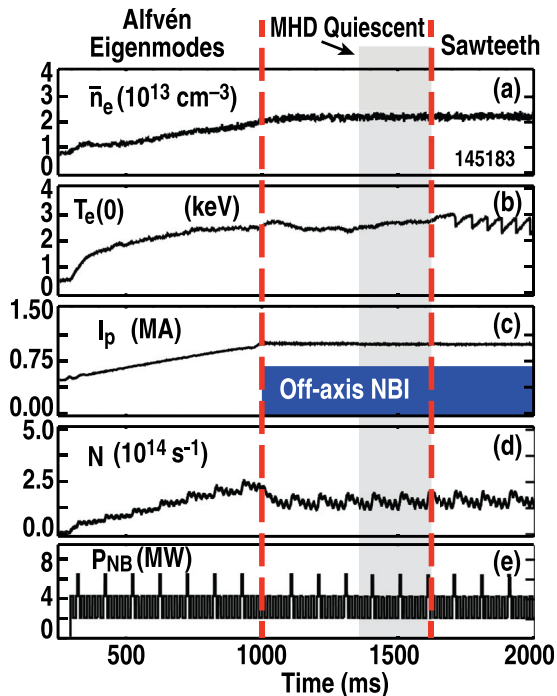 Alfvén
Eigenmodes
MHD Quiescent
Sawteeth
4
3
2
1
0
n̄e (10¹³ cm⁻³)
(a)
145183
4
3
2
1
0
Te(0) (keV)
(b)
1.50
0.75
0.00
Ip (MA)
(c)
Off-axis NBI
5.0
2.5
0.0
N (10¹⁴ s⁻¹)
(d)
8
4
0
PNB (MW)
(e)
500 1000 1500 2000
Time (ms)